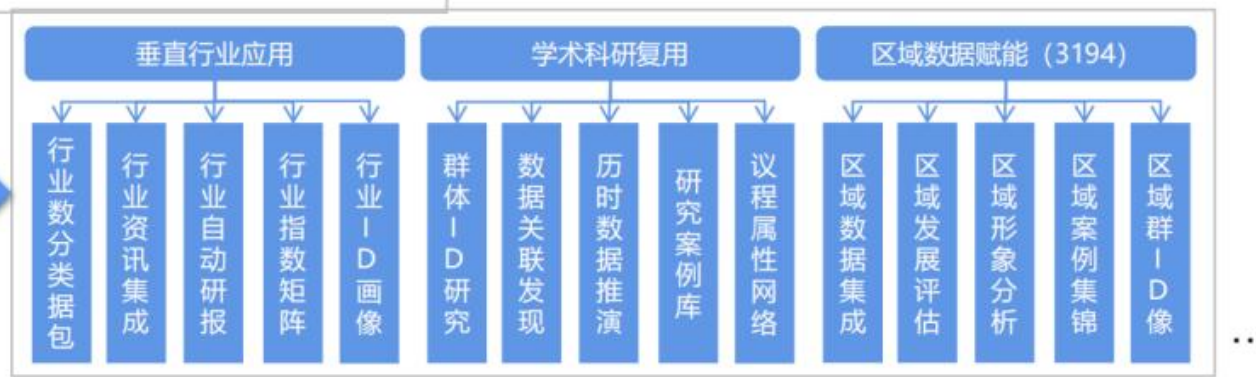 垂直行业应用
学术科研复用
区域数据赋能（3194）
行业数分类据包
行业资讯集成
行业自动研报
行业指数矩阵
行业ID画像
群体ID研究
数据关联发现
历时数据推演
研究案例库
议程属性网络
区域数据集成
区域发展评估
区域形象分析
区域案例集锦
区域群ID像
..